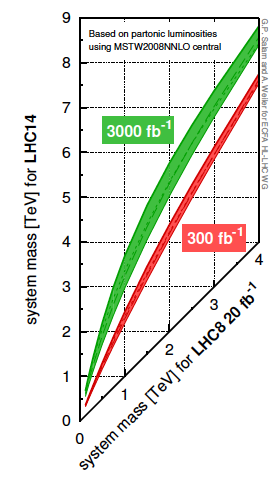 9
Based on partonic luminosities
using MSTW2008NNLO central
8
7
3000 fb-1
6
5
300 fb-1
4
4
3
3
2
2
1
1
0
0
system mass [TeV] for LHC14
system mass [TeV] for LHC8 20 fb-1
G.P. Salam and A. Weiler for ECFA HL-LHC WG